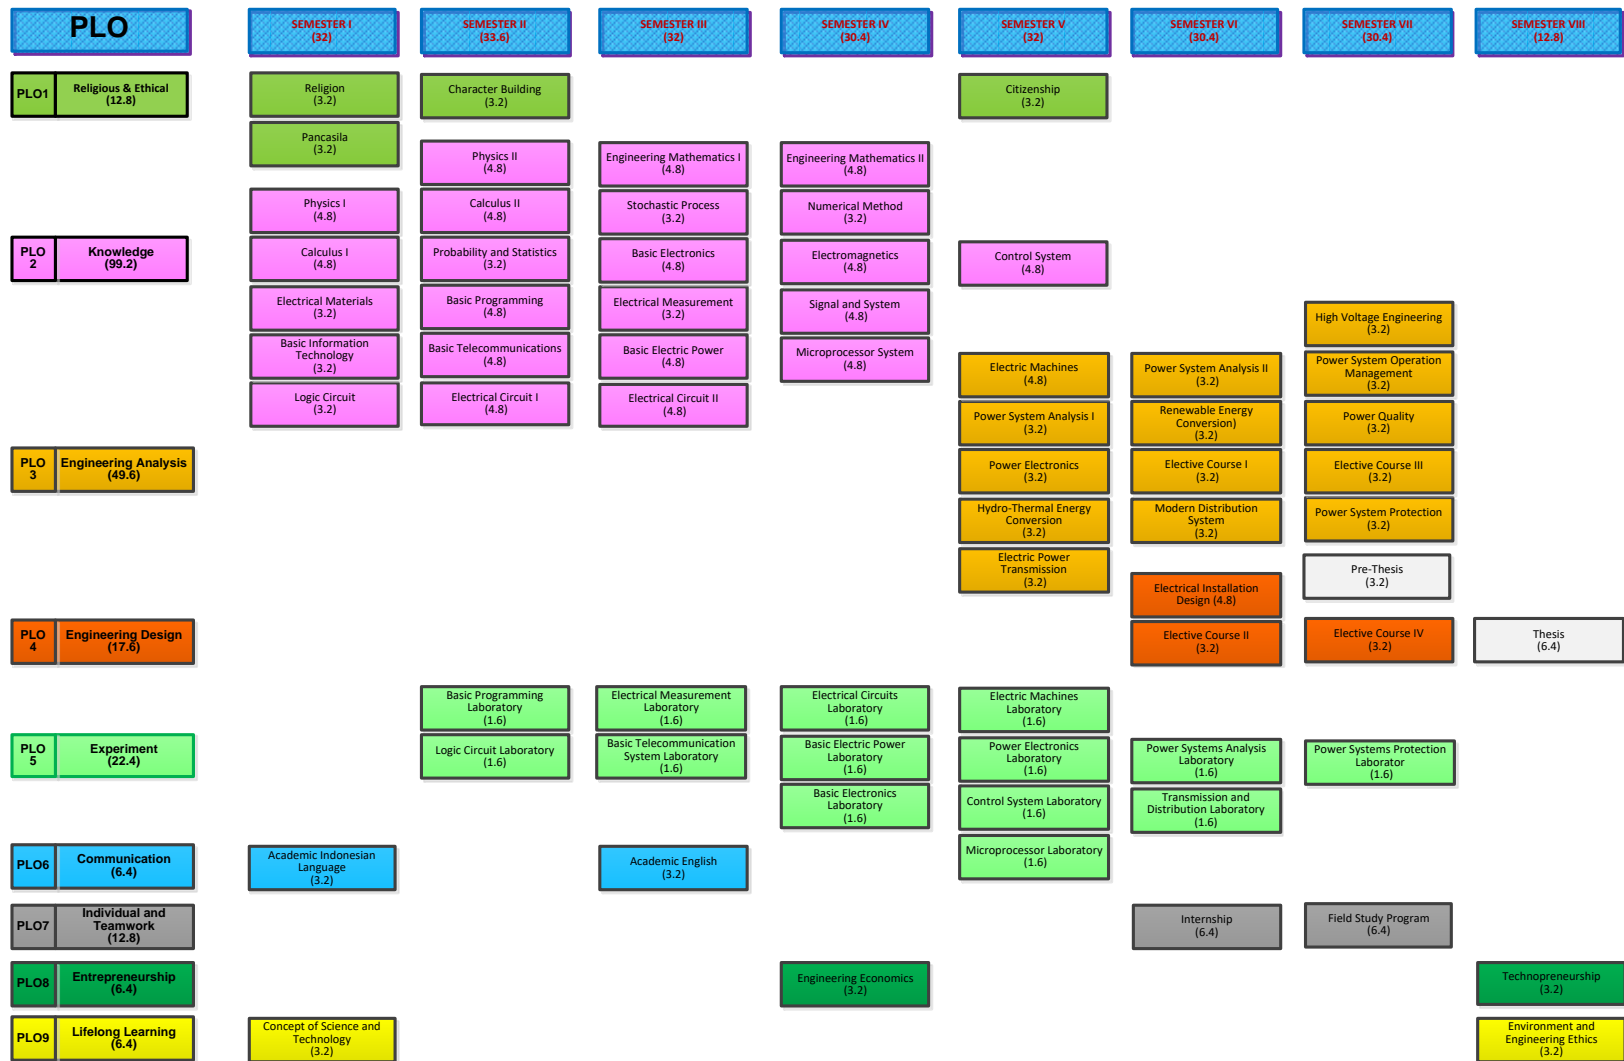 PLO
SEMESTER I
(32)
SEMESTER II
(33.6)
SEMESTER III
(32)
SEMESTER IV
(30.4)
SEMESTER V
(32)
SEMESTER VI
(30.4)
SEMESTER VII
(30.4)
SEMESTER VIII
(12.8)
PLO1
Religious & Ethical
(12.8)
Religion
(3.2)
Character Building
(3.2)
Citizenship
(3.2)
Pancasila
(3.2)
Physics II
(4.8)
Engineering Mathematics I
(4.8)
Engineering Mathematics II
(4.8)
Physics I
(4.8)
Calculus II
(4.8)
Stochastic Process
(3.2)
Numerical Method
(3.2)
PLO
2
Knowledge
(99.2)
Calculus I
(4.8)
Probability and Statistics
(3.2)
Basic Electronics
(4.8)
Electromagnetics
(4.8)
Control System
(4.8)
Electrical Materials
(3.2)
Basic Programming
(4.8)
Electrical Measurement
(3.2)
Signal and System
(4.8)
High Voltage Engineering
(3.2)
Basic Information
Technology
(3.2)
Basic Telecommunications
(4.8)
Basic Electric Power
(4.8)
Microprocessor System
(4.8)
Electric Machines
(4.8)
Power System Analysis II
(3.2)
Power System Operation
Management
(3.2)
Logic Circuit
(3.2)
Electrical Circuit I
(4.8)
Electrical Circuit II
(4.8)
Power System Analysis I
(3.2)
Renewable Energy
Conversion)
(3.2)
Power Quality
(3.2)
PLO
3
Engineering Analysis
(49.6)
Power Electronics
(3.2)
Elective Course I
(3.2)
Elective Course III
(3.2)
Hydro-Thermal Energy
Conversion
(3.2)
Modern Distribution
System
(3.2)
Power System Protection
(3.2)
Electric Power
Transmission
(3.2)
Electrical Installation
Design (4.8)
Pre-Thesis
(3.2)
PLO
4
Engineering Design
(17.6)
Elective Course II
(3.2)
Elective Course IV
(3.2)
Thesis
(6.4)
Basic Programming
Laboratory
(1.6)
Electrical Measurement
Laboratory
(1.6)
Electrical Circuits
Laboratory
(1.6)
Electric Machines
Laboratory
(1.6)
PLO
5
Experiment
(22.4)
Logic Circuit Laboratory
(1.6)
Basic Telecommunication
System Laboratory
(1.6)
Basic Electric Power
Laboratory
(1.6)
Power Electronics
Laboratory
(1.6)
Power Systems Analysis
Laboratory
(1.6)
Power Systems Protection
Laborator
(1.6)
Basic Electronics
Laboratory
(1.6)
Control System Laboratory
(1.6)
Transmission and
Distribution Laboratory
(1.6)
Microprocessor Laboratory
(1.6)
PLO6
Communication
(6.4)
Academic Indonesian
Language
(3.2)
Academic English
(3.2)
PLO7
Individual and
Teamwork
(12.8)
Internship
(6.4)
Field Study Program
(6.4)
PLO8
Entrepreneurship
(6.4)
Engineering Economics
(3.2)
Technopreneurship
(3.2)
PLO9
Lifelong Learning
(6.4)
Concept of Science and
Technology
(3.2)
Environment and
Engineering Ethics
(3.2)